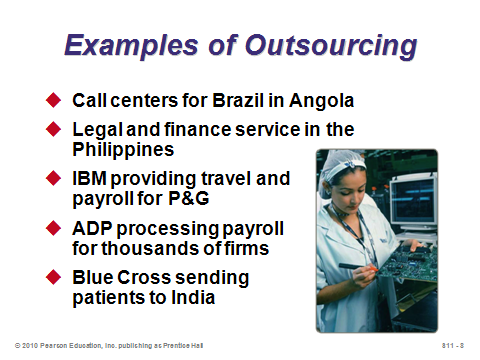 Examples of Outsourcing
Call centers for Brazil in Angola
Legal and finance service in the
Philippines
IBM providing travel and
payroll for P&G
ADP processing payroll
for thousands of firms
Blue Cross sending
patients to India
© 2010 Pearson Education, Inc. publishing as Prentice Hall
811 - 8